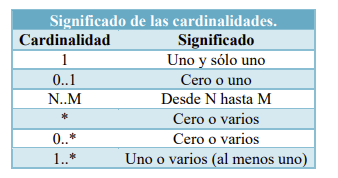 Significado de las cardinalidades.
Cardinalidad Significado
1 Uno y sólo uno
0..1 Cero o uno
N..M Desde N hasta M
* Cero o varios
0..* Cero o varios
1..* Uno o varios (al menos uno)